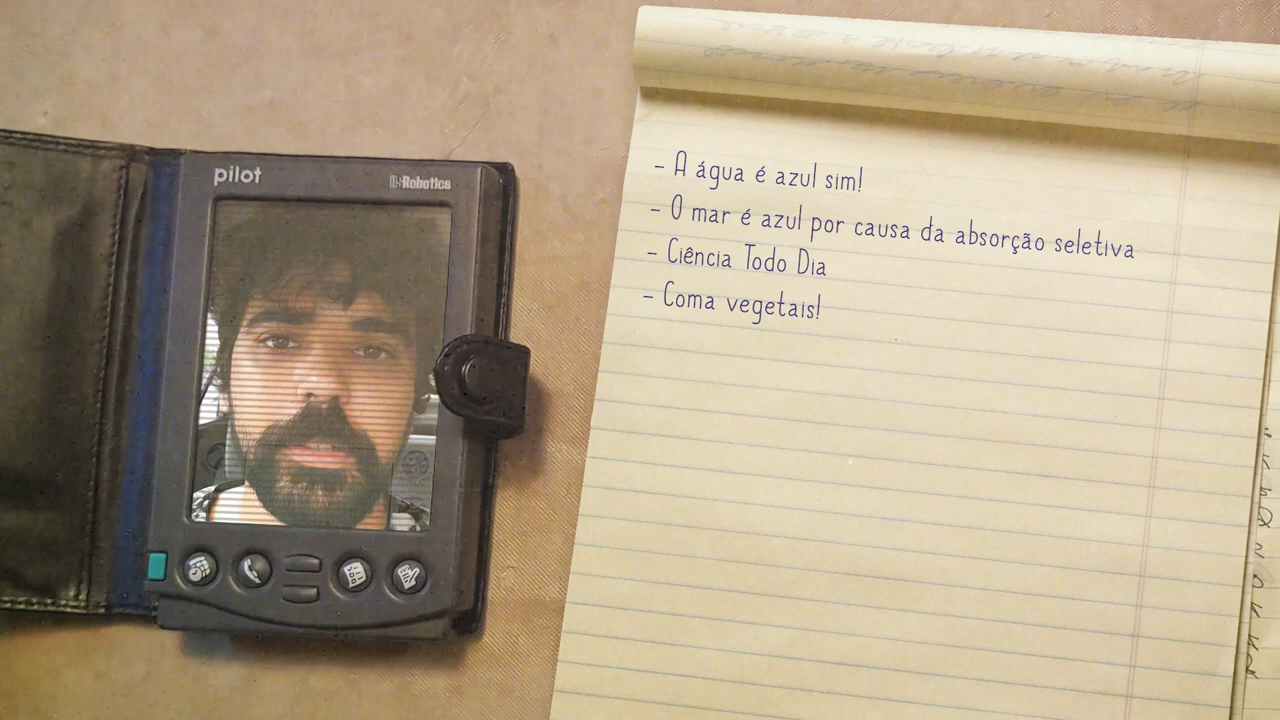 pilot
U.S.Robotics
- A água é azul sim!
- O mar é azul por causa da absorção seletiva
- Ciência Todo Dia
- Coma vegetais!